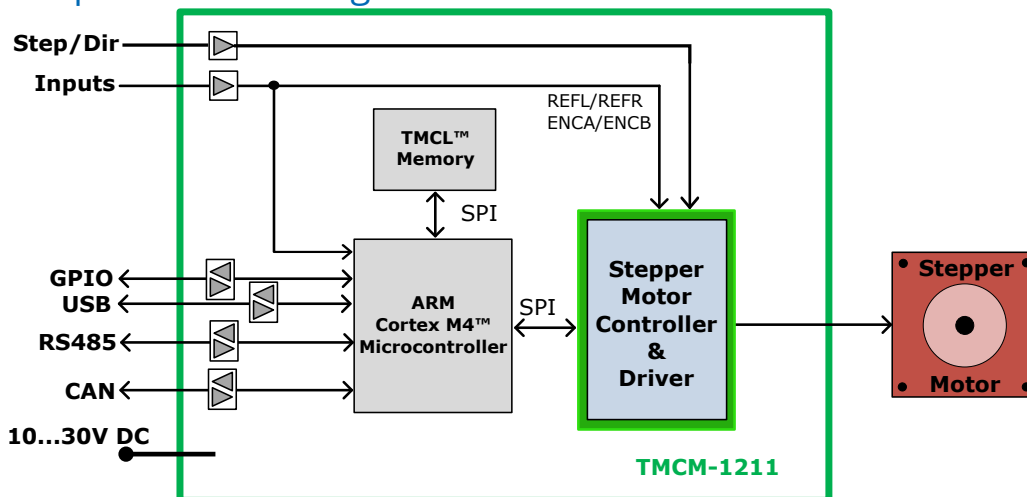 Step/Dir
Inputs
REFL/REFR
ENCA/ENCB
TMCL™
Memory
SPI
GPIO
USB
RS485
CAN
10...30V DC
ARM
Cortex M4™
Microcontroller
SPI
Stepper
Motor
Controller
&
Driver
Stepper
Motor
TMCM-1211